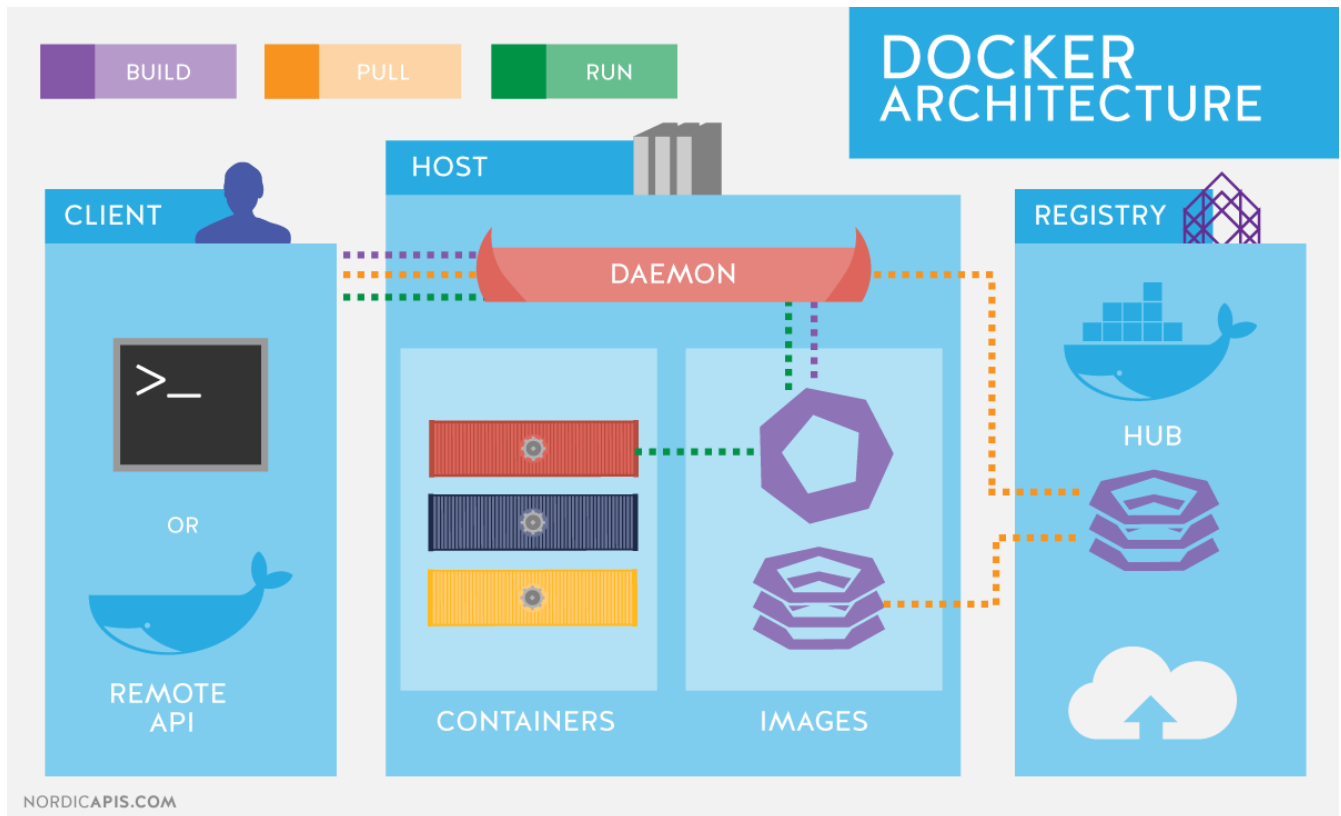 BUILD
PULL
RUN
DOCKER
ARCHITECTURE
HOST
CLIENT
REGISTRY
DAEMON
>_
HUB
OR
REMOTE
API
CONTAINERS
IMAGES
NORDICAPIS.COM